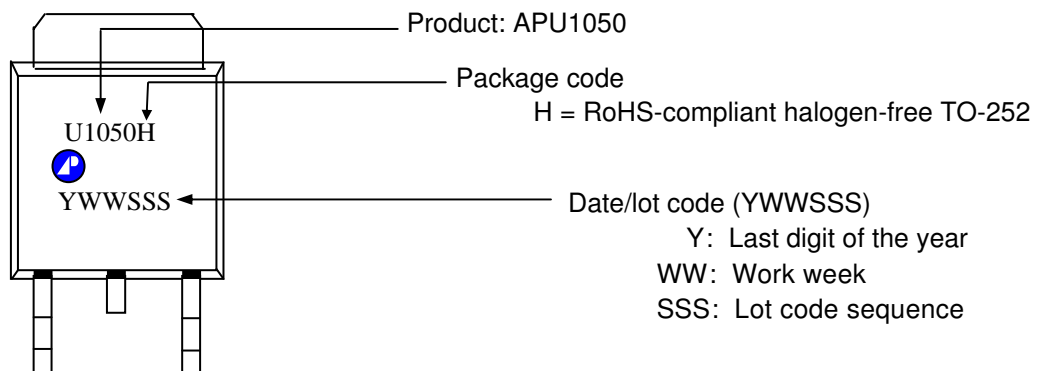 Product: APU1050
Package code
H = RoHS-compliant halogen-free TO-252
U1050H
AP
YWWSSS
Date/lot code (YWWSSS)
Y: Last digit of the year
WW: Work week
SSS: Lot code sequence